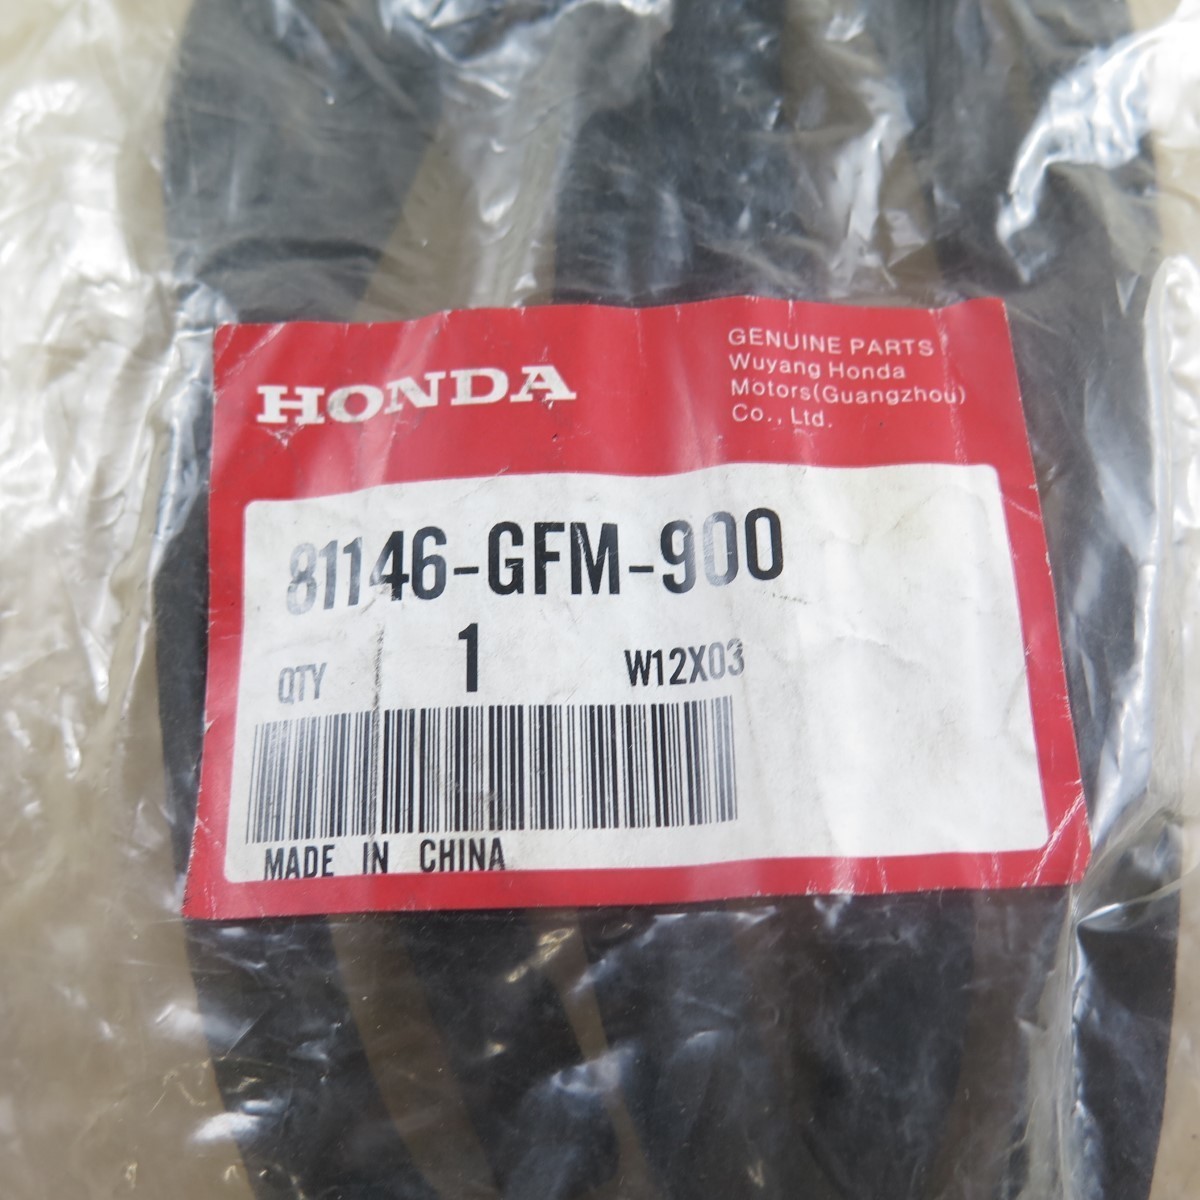 HONDA
GENUINE PARTS
Wuyang Honda
Motors(Guangzhou)
Co., Ltd.
81146-GFM-900
QTY 1 W12X03
MADE IN CHINA